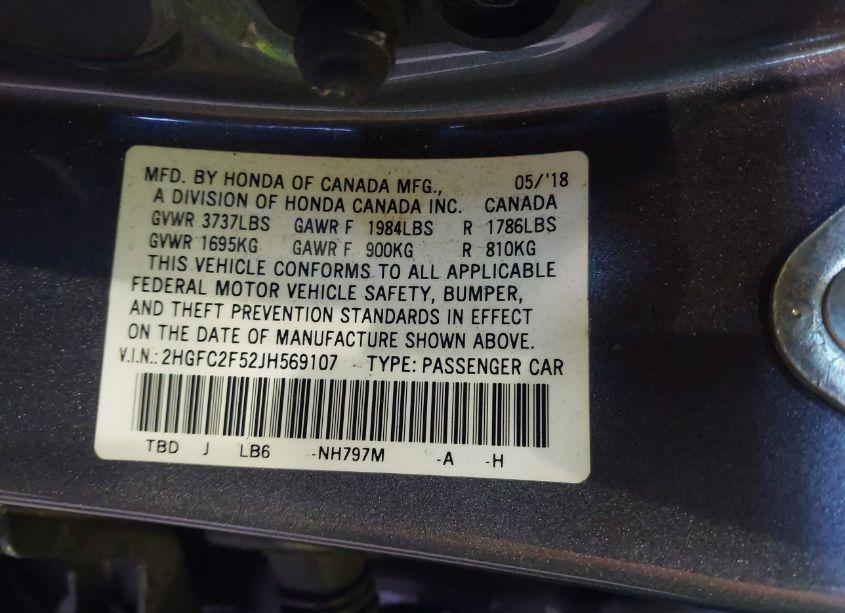 MFD. BY HONDA OF CANADA MFG., 05/'18
A DIVISION OF HONDA CANADA INC. CANADA
GVWR 3737LBS GAWR F 1984LBS R 1786LBS
GVWR 1695KG GAWR F 900KG R 810KG
THIS VEHICLE CONFORMS TO ALL APPLICABLE
FEDERAL MOTOR VEHICLE SAFETY, BUMPER,
AND THEFT PREVENTION STANDARDS IN EFFECT
ON THE DATE OF MANUFACTURE SHOWN ABOVE.
V.I.N.: 2HGFC2F52JH569107 TYPE: PASSENGER CAR
TBD J LB6 -NH797M -A -H